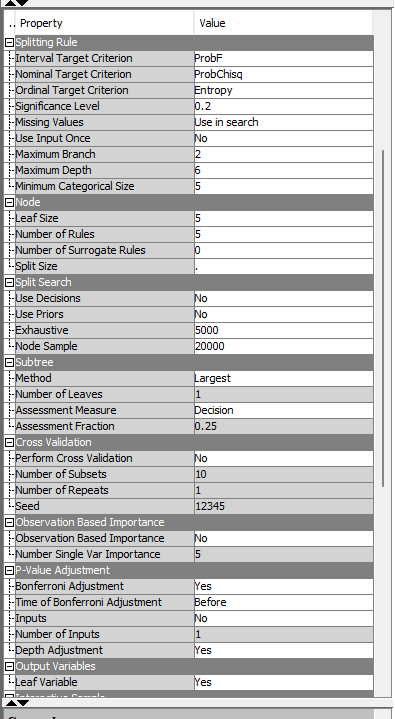 .. Property Value
Splitting Rule
Interval Target Criterion ProbF
Nominal Target Criterion ProbChisq
Ordinal Target Criterion Entropy
Significance Level 0.2
Missing Values Use in search
Use Input Once No
Maximum Branch 2
Maximum Depth 6
Minimum Categorical Size 5
Node
Leaf Size 5
Number of Rules 5
Number of Surrogate Rules 0
Split Size .
Split Search
Use Decisions No
Use Priors No
Exhaustive 5000
Node Sample 20000
Subtree
Method Largest
Number of Leaves 1
Assessment Measure Decision
Assessment Fraction 0.25
Cross Validation
Perform Cross Validation No
Number of Subsets 10
Number of Repeats 1
Seed 12345
Observation Based Importance
Observation Based Importance No
Number Single Var Importance 5
P-Value Adjustment
Bonferroni Adjustment Yes
Time of Bonferroni Adjustment Before
Inputs No
Number of Inputs 1
Depth Adjustment Yes
Output Variables
Leaf Variable Yes
Interactive Sample